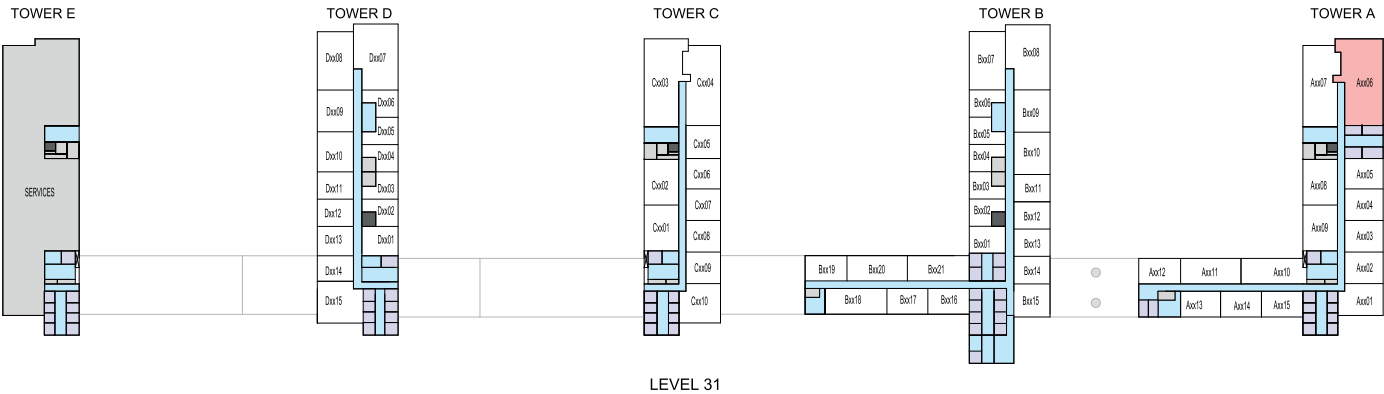 TOWER E
TOWER D
TOWER C
TOWER B
TOWER A
SERVICES
Dxx08
Dxx07
Dxx09
Dxx06
Dxx05
Dxx10
Dxx04
Dxx11
Dxx03
Dxx12
Dxx02
Dxx13
Dxx01
Dxx14
Dxx15
Cxx03
Cxx04
Cxx05
Cxx02
Cxx06
Cxx07
Cxx01
Cxx08
Cxx09
Cxx10
Bxx07
Bxx08
Bxx06
Bxx09
Bxx05
Bxx04
Bxx10
Bxx03
Bxx11
Bxx02
Bxx12
Bxx01
Bxx13
Bxx19
Bxx20
Bxx21
Bxx14
Bxx18
Bxx17
Bxx16
Bxx15
Axx07
Axx06
Axx05
Axx08
Axx04
Axx09
Axx03
Axx12
Axx11
Axx10
Axx02
Axx13
Axx14
Axx15
Axx01
LEVEL 31